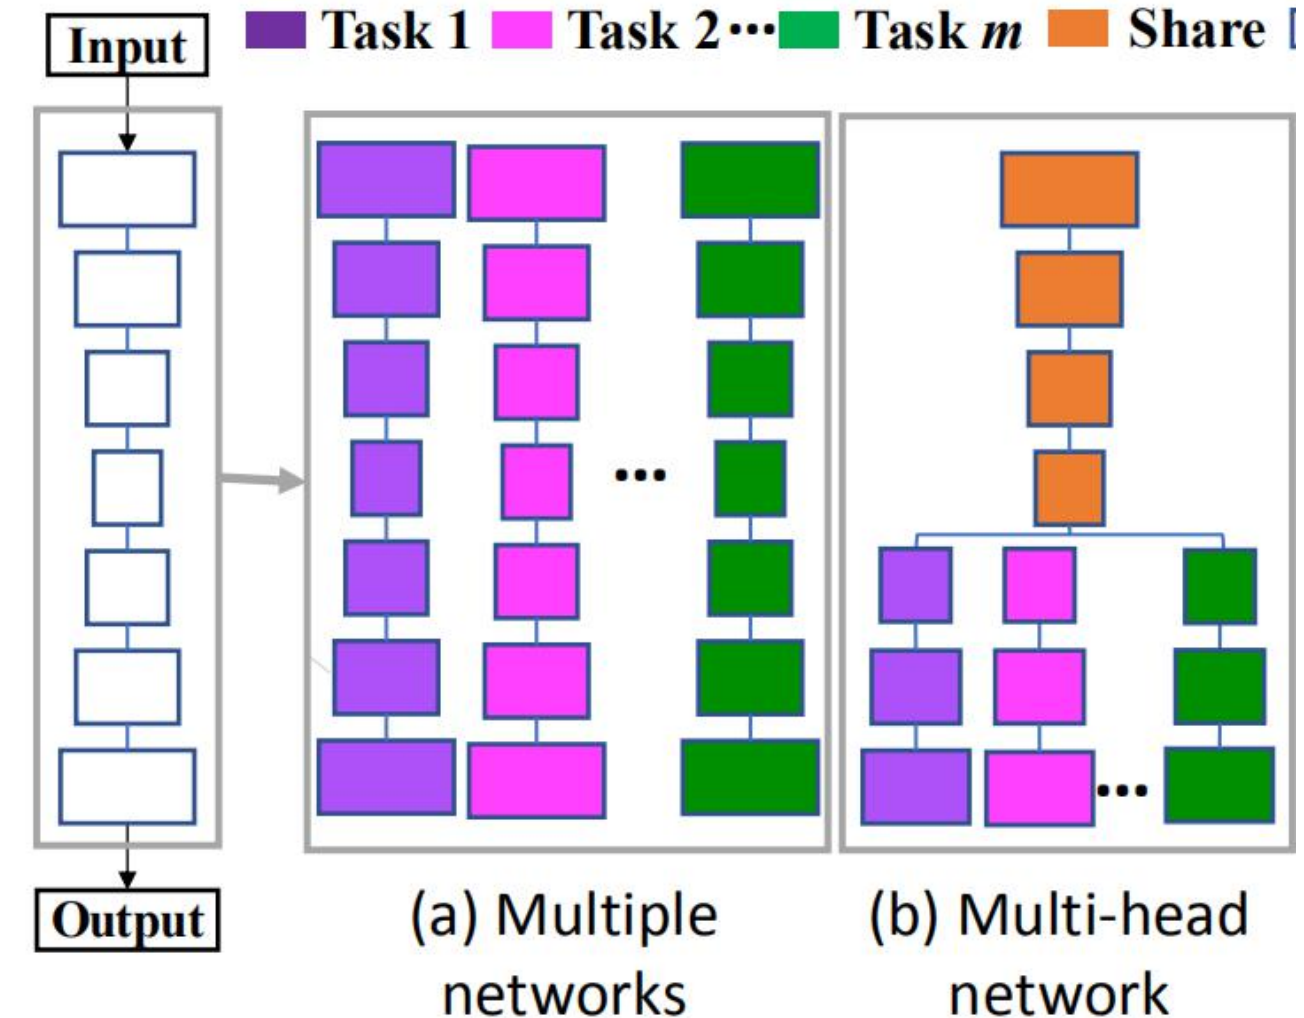 Input
Task 1 Task 2 ••• Task m Share
•••
•••
Output
(a) Multiple
networks
(b) Multi-head
network